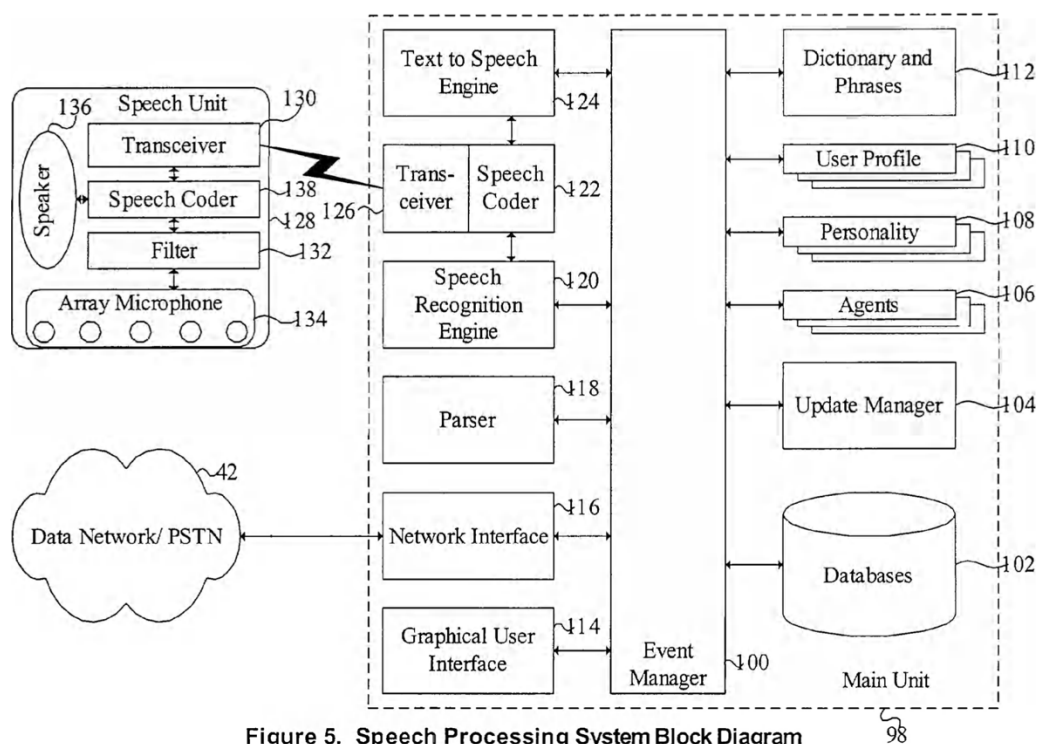 Speech Unit
136
130
Transceiver
138
Speech Coder
128
Speaker
Filter
132
Array Microphone
134
42
Data Network/ PSTN
Text to Speech
Engine
124
Trans-
ceiver
126
Speech
Coder
122
Speech
Recognition
Engine
120
118
Parser
116
Network Interface
114
Graphical User
Interface
Event
Manager
100
Dictionary and
Phrases
112
User Profile
110
Personality
108
Agents
106
Update Manager
104
Databases
102
Main Unit
98
Figure 5. Speech Processing System Block Diagram